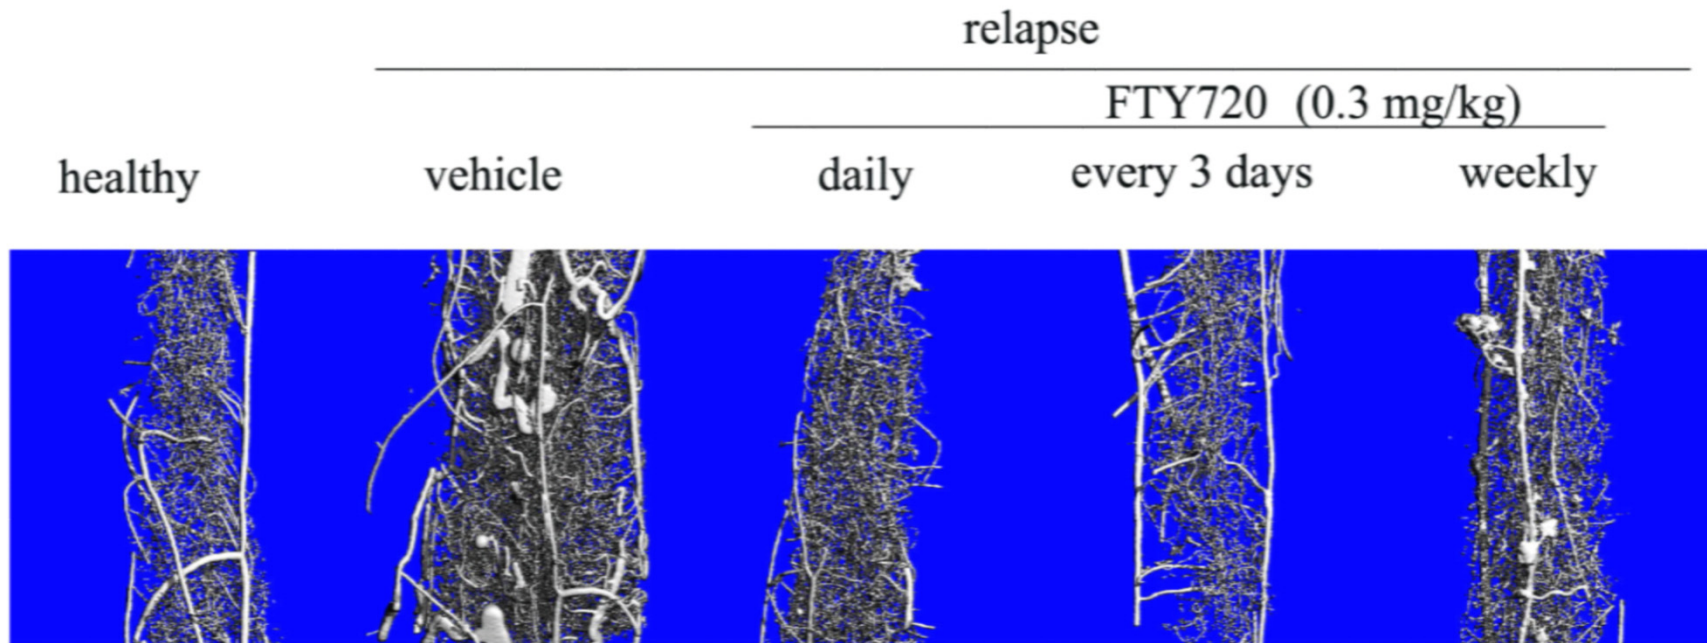 relapse
FTY720 (0.3 mg/kg)
healthy vehicle daily every 3 days weekly